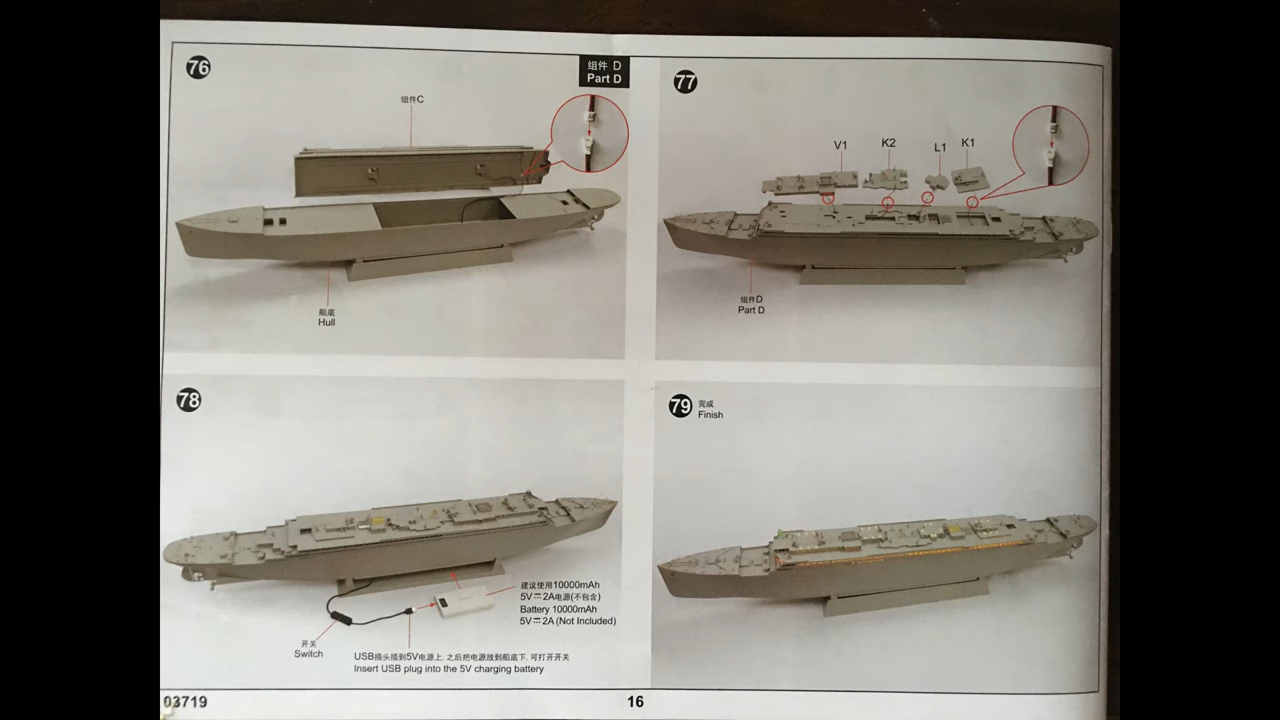 76
组件 D
Part D
组件C
船底
Hull
77
V1
K2
L1
K1
组件D
Part D
78
建议使用10000mAh
5V⎓2A电源(不包含)
Battery 10000mAh
5V⎓2A (Not Included)
开关
Switch
USB插头插到5V电源上, 之后把电源放到船底下, 可打开开关
Insert USB plug into the 5V charging battery
79
完成
Finish
03719
16